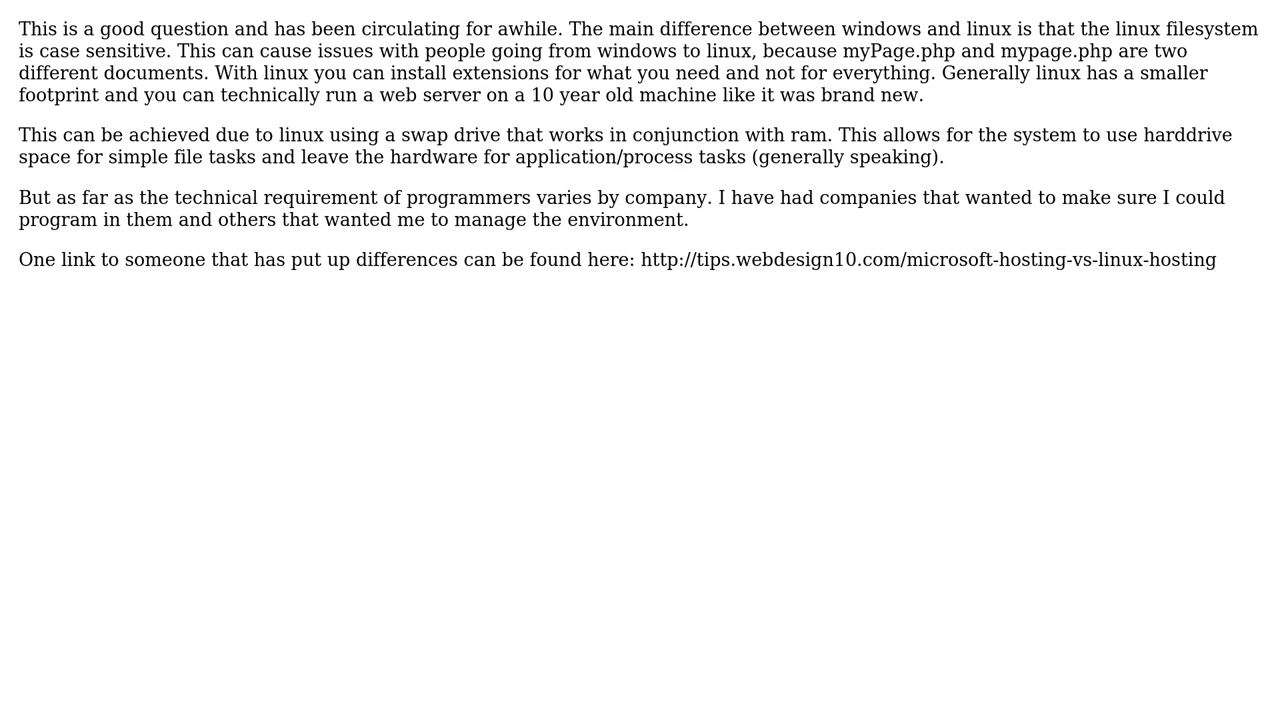 This is a good question and has been circulating for awhile. The main difference between windows and linux is that the linux filesystem
is case sensitive. This can cause issues with people going from windows to linux, because myPage.php and mypage.php are two
different documents. With linux you can install extensions for what you need and not for everything. Generally linux has a smaller
footprint and you can technically run a web server on a 10 year old machine like it was brand new.
This can be achieved due to linux using a swap drive that works in conjunction with ram. This allows for the system to use harddrive
space for simple file tasks and leave the hardware for application/process tasks (generally speaking).
But as far as the technical requirement of programmers varies by company. I have had companies that wanted to make sure I could
program in them and others that wanted me to manage the environment.
One link to someone that has put up differences can be found here: http://tips.webdesign10.com/microsoft-hosting-vs-linux-hosting